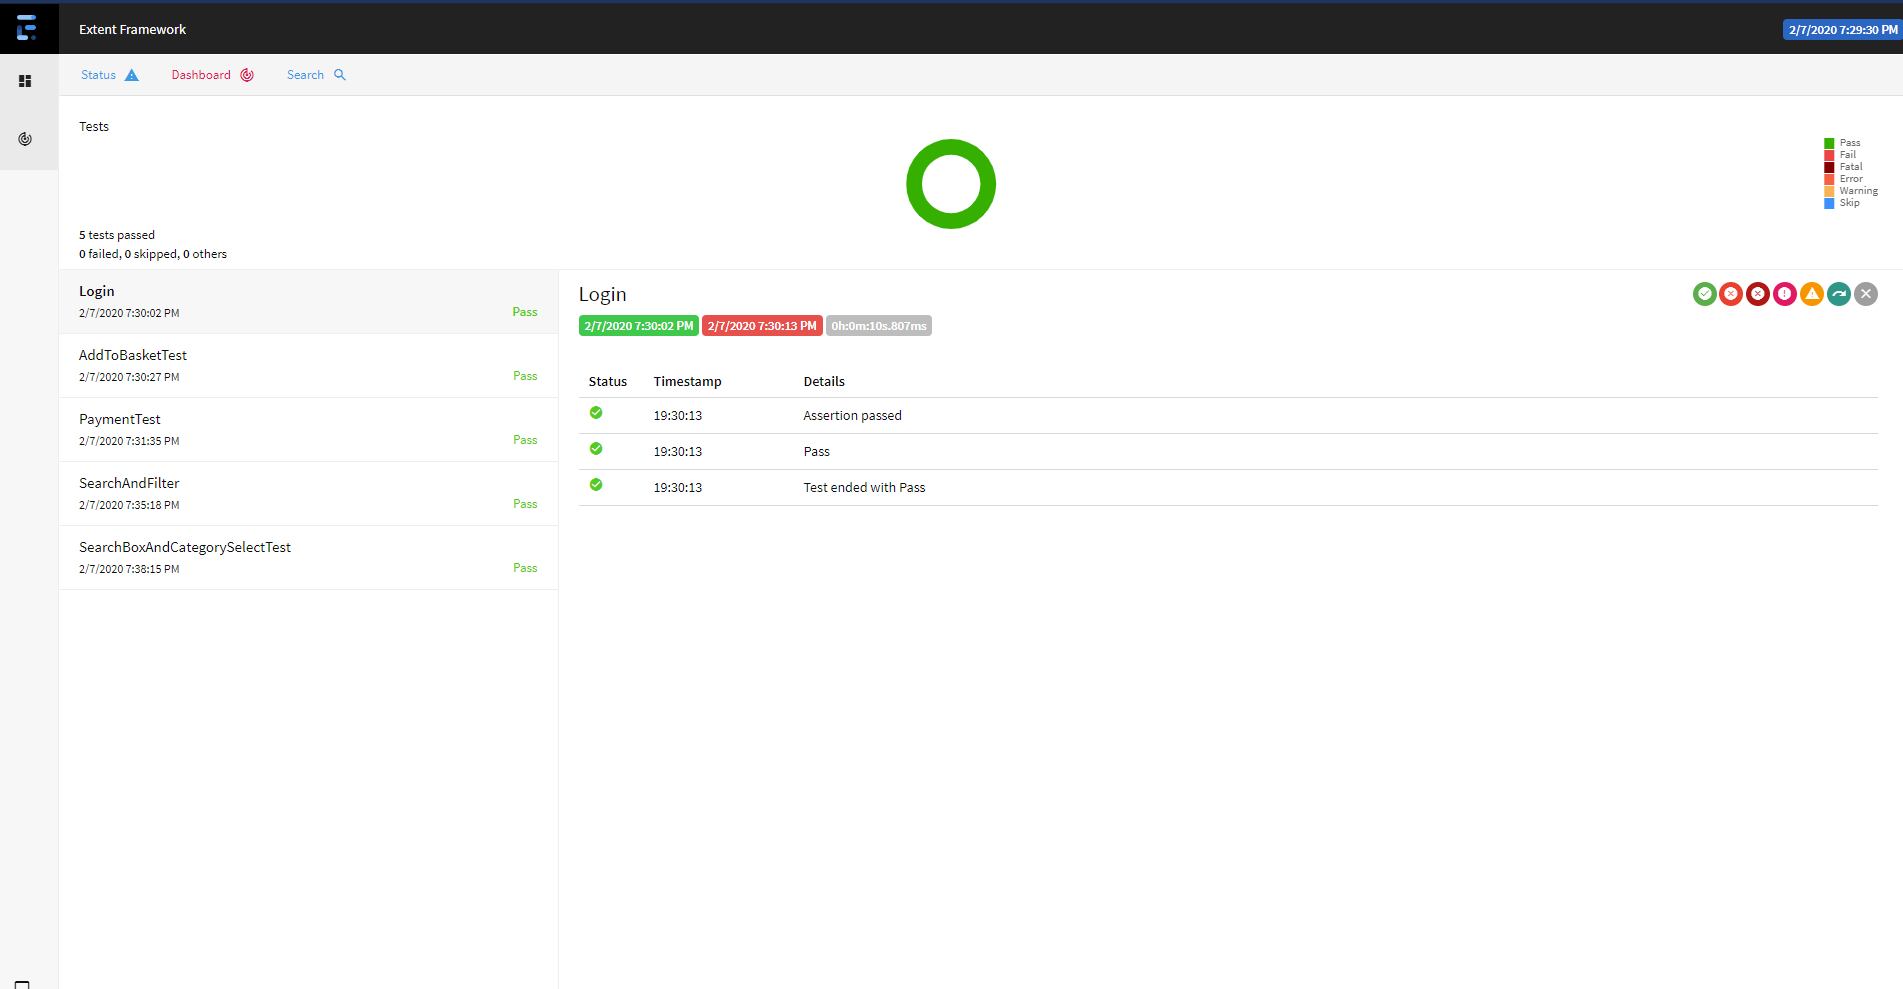 Extent Framework
2/7/2020 7:29:30 PM
Status Dashboard Search
Tests
Pass
Fail
Fatal
Error
Warning
Skip
5 tests passed
0 failed, 0 skipped, 0 others
Login
2/7/2020 7:30:02 PM Pass
AddToBasketTest
2/7/2020 7:30:27 PM Pass
PaymentTest
2/7/2020 7:31:35 PM Pass
SearchAndFilter
2/7/2020 7:35:18 PM Pass
SearchBoxAndCategorySelectTest
2/7/2020 7:38:15 PM Pass
Login
2/7/2020 7:30:02 PM 2/7/2020 7:30:13 PM 0h:0m:10s.807ms
Status Timestamp Details
19:30:13 Assertion passed
19:30:13 Pass
19:30:13 Test ended with Pass